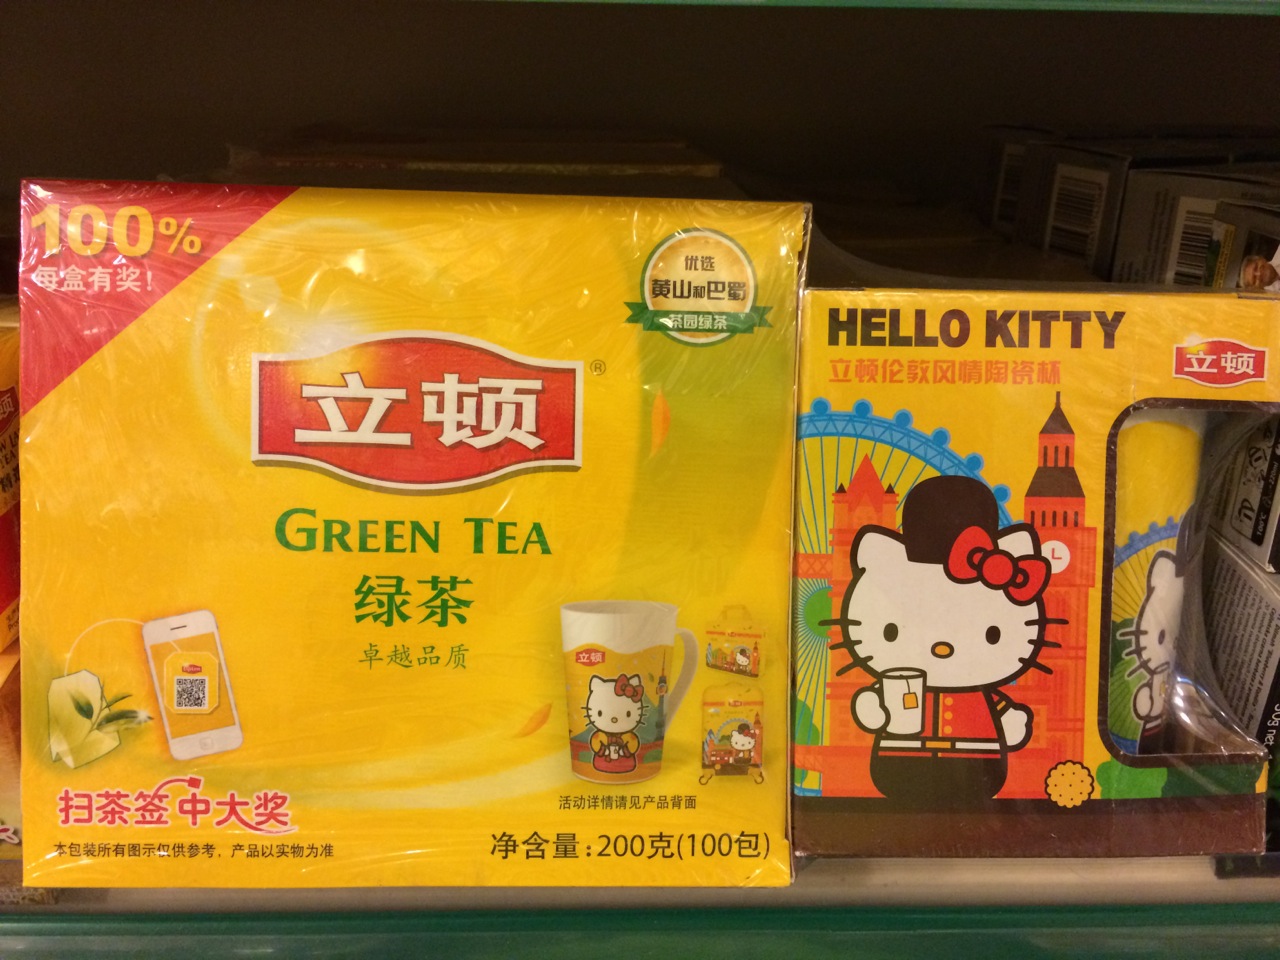 100%
每盒有奖!
优选
黄山和巴蜀
茶园绿茶
立顿®
GREEN TEA
绿茶
卓越品质
立顿
扫茶签中大奖
本包装所有图示仅供参考，产品以实物为准
活动详情请见产品背面
净含量:200克(100包)
HELLO KITTY
立顿伦敦风情陶瓷杯
立顿